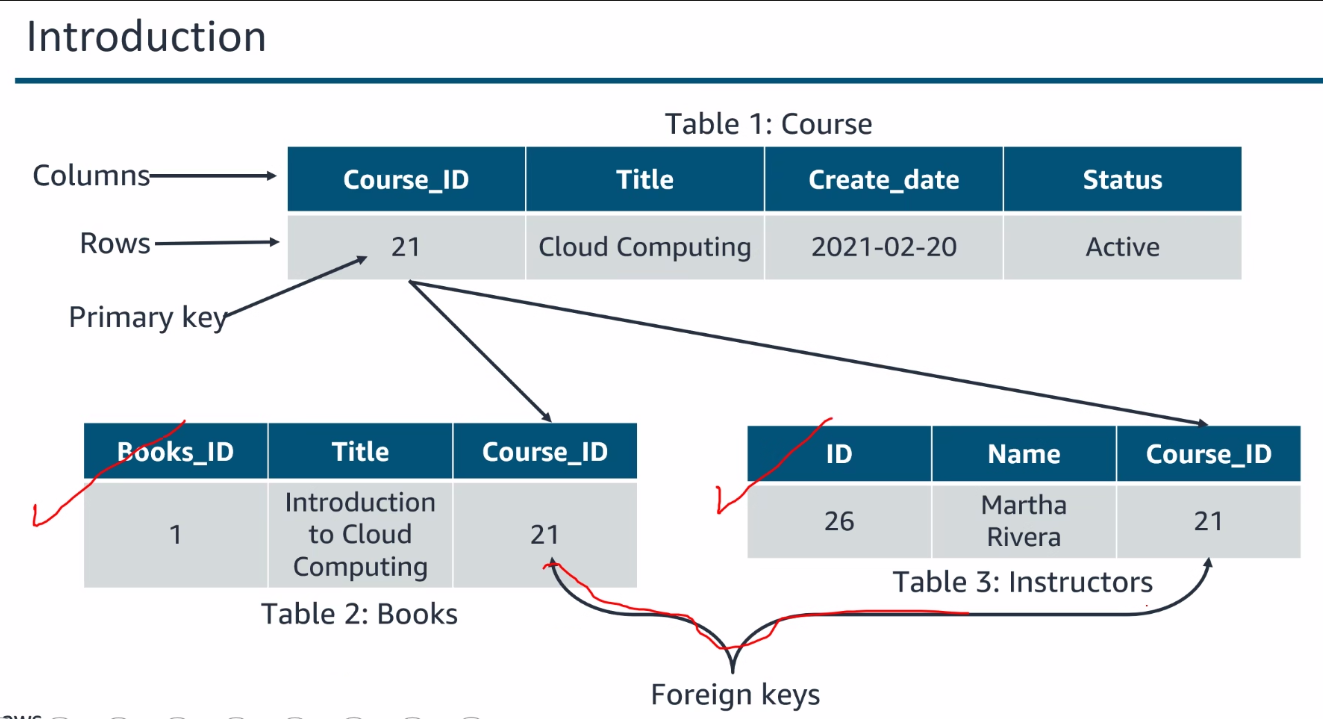 Introduction
Table 1: Course
Columns
Course_ID Title Create_date Status
Rows
21 Cloud Computing 2021-02-20 Active
Primary key
Books_ID Title Course_ID
1 Introduction to Cloud Computing 21
Table 2: Books
ID Name Course_ID
26 Martha Rivera 21
Table 3: Instructors
Foreign keys